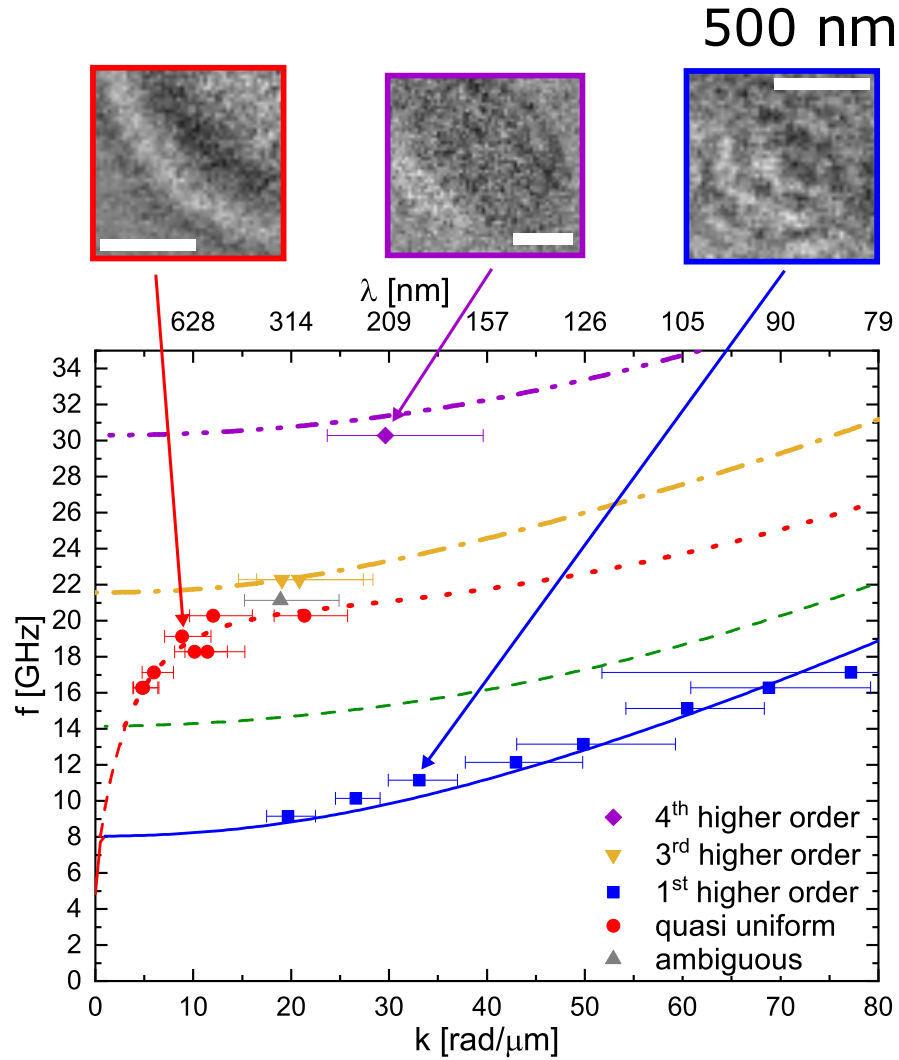 500 nm
λ [nm]
628 314 209 157 126 105 90 79
34
32
30
28
26
24
22
20
18
16
14
12
10
8
6
4
2
0
f [GHz]
4th higher order
3rd higher order
1st higher order
quasi uniform
ambiguous
0 10 20 30 40 50 60 70 80
k [rad/μm]